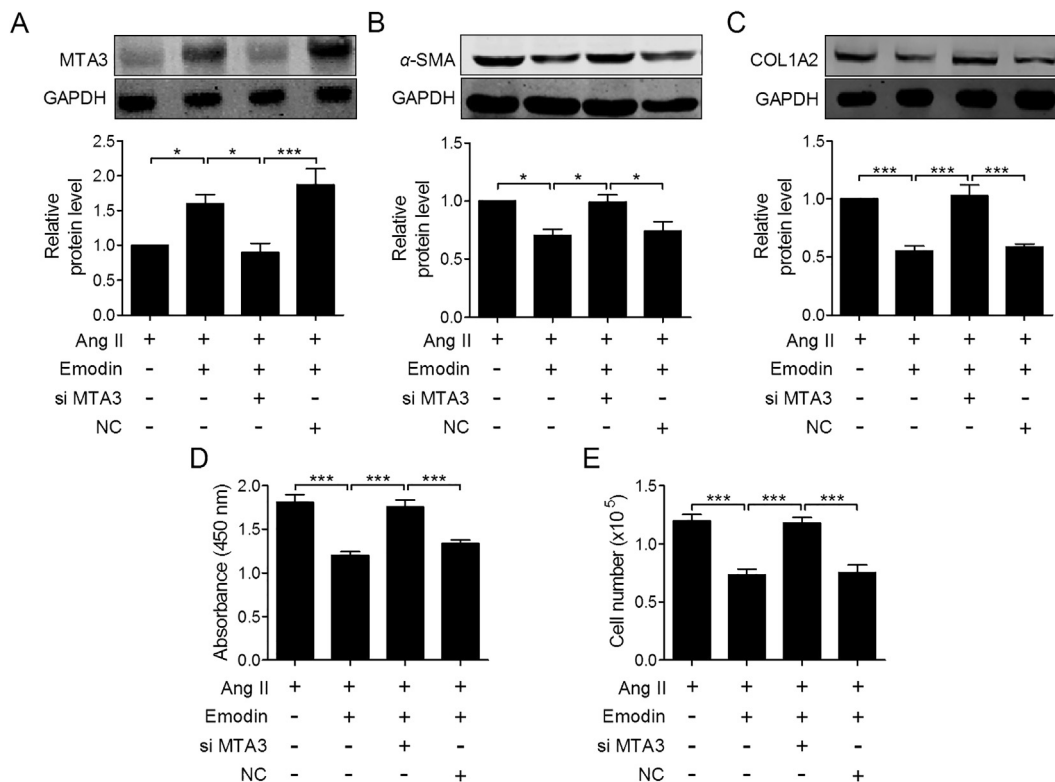 A
MTA3
GAPDH
Relative
protein level
2.5
2.0
1.5
1.0
0.5
0.0
* * ***
Ang II + + + +
Emodin - + + +
si MTA3 - - + -
NC - - - +
B
α-SMA
GAPDH
Relative
protein level
1.5
1.0
0.5
0.0
* * *
Ang II + + + +
Emodin - + + +
si MTA3 - - + -
NC - - - +
C
COL1A2
GAPDH
Relative
protein level
1.5
1.0
0.5
0.0
*** *** ***
Ang II + + + +
Emodin - + + +
si MTA3 - - + -
NC - - - +
D
Absorbance (450 nm)
2.0
1.5
1.0
0.5
0.0
*** *** ***
Ang II + + + +
Emodin - + + +
si MTA3 - - + -
NC - - - +
E
Cell number (x10 5)
1.5
1.0
0.5
0.0
*** *** ***
Ang II + + + +
Emodin - + + +
si MTA3 - - + -
NC - - - +